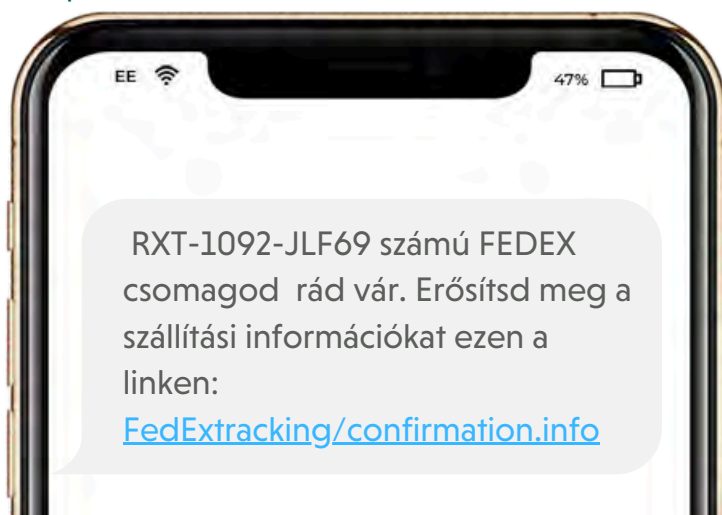 EE
47%
RXT-1092-JLF69 számú FEDEX
csomagod rád vár. Erősítsd meg a
szállítási információkat ezen a
linken:
FedExtracking/confirmation.info